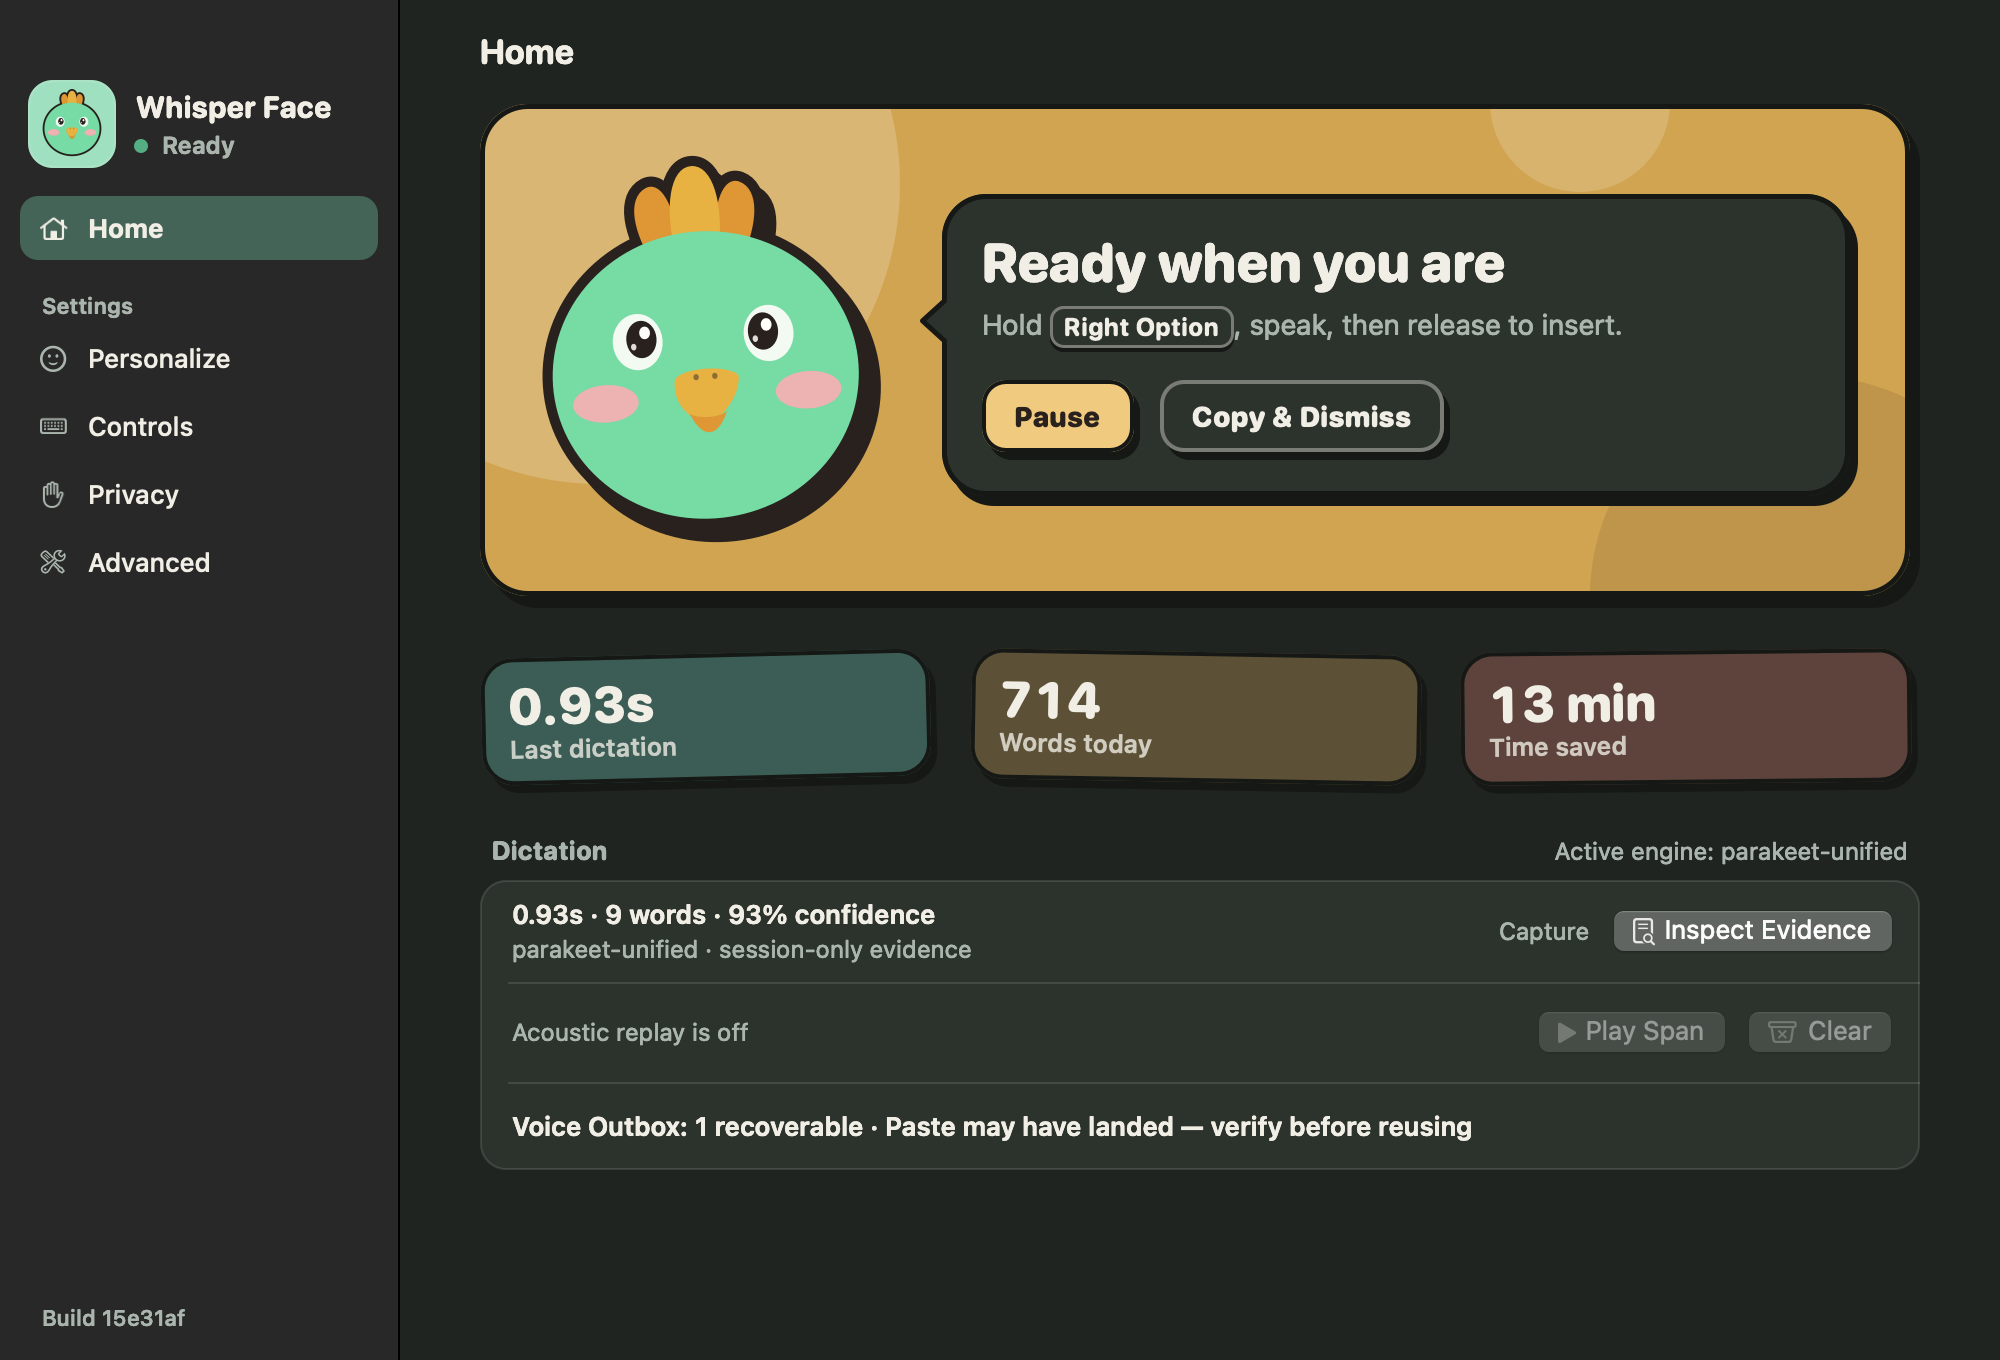 Whisper Face
Ready
Home
Settings
Personalize
Controls
Privacy
Advanced
Build 15e31af
Home
Ready when you are
Hold Right Option, speak, then release to insert.
Pause
Copy & Dismiss
0.93s
Last dictation
714
Words today
13 min
Time saved
Dictation
Active engine: parakeet-unified
0.93s · 9 words · 93% confidence
parakeet-unified · session-only evidence
Capture
Inspect Evidence
Acoustic replay is off
Play Span
Clear
Voice Outbox: 1 recoverable · Paste may have landed — verify before reusing